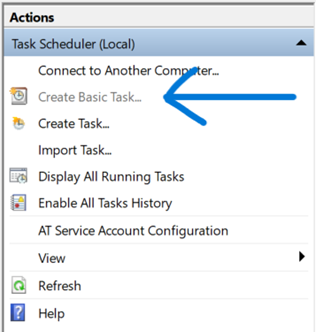 Actions
Task Scheduler (Local)
Connect to Another Computer...
Create Basic Task...
Create Task...
Import Task...
Display All Running Tasks
Enable All Tasks History
AT Service Account Configuration
View
Refresh
Help